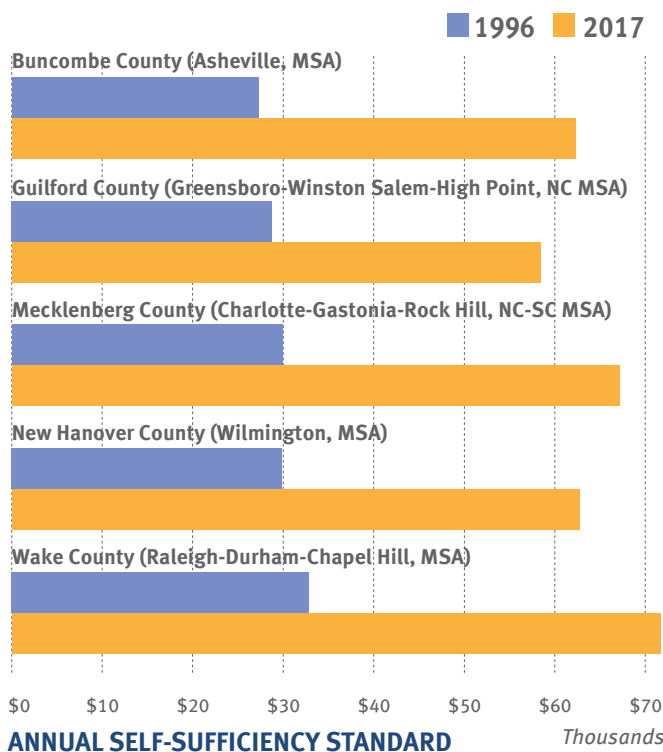 1996 2017
Buncombe County (Asheville, MSA)
Guilford County (Greensboro-Winston Salem-High Point, NC MSA)
Mecklenberg County (Charlotte-Gastonia-Rock Hill, NC-SC MSA)
New Hanover County (Wilmington, MSA)
Wake County (Raleigh-Durham-Chapel Hill, MSA)
$0 $10 $20 $30 $40 $50 $60 $70
ANNUAL SELF-SUFFICIENCY STANDARD Thousands